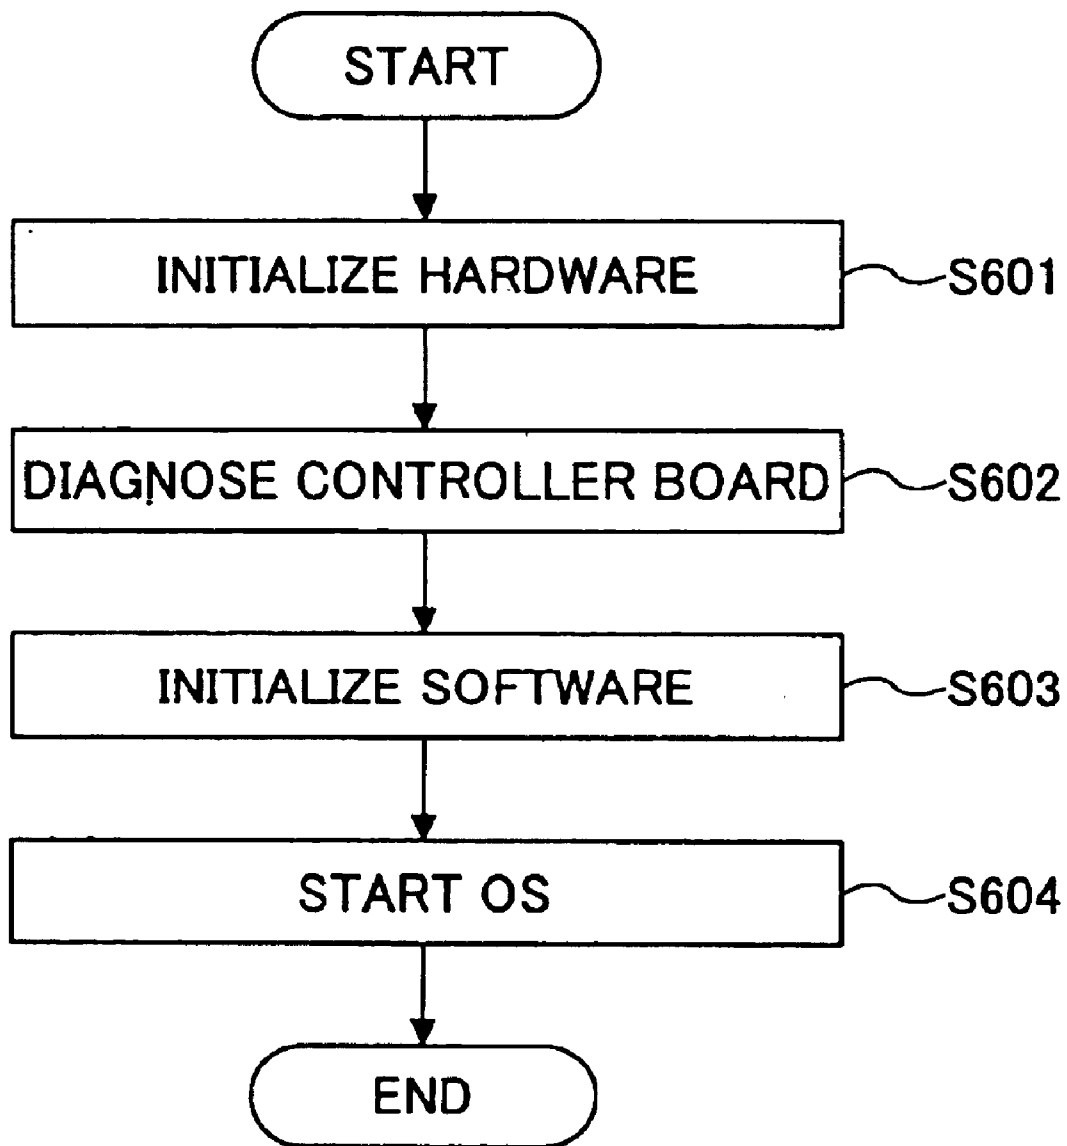 START
INITIALIZE HARDWARE
S601
DIAGNOSE CONTROLLER BOARD
S602
INITIALIZE SOFTWARE
S603
START OS
S604
END